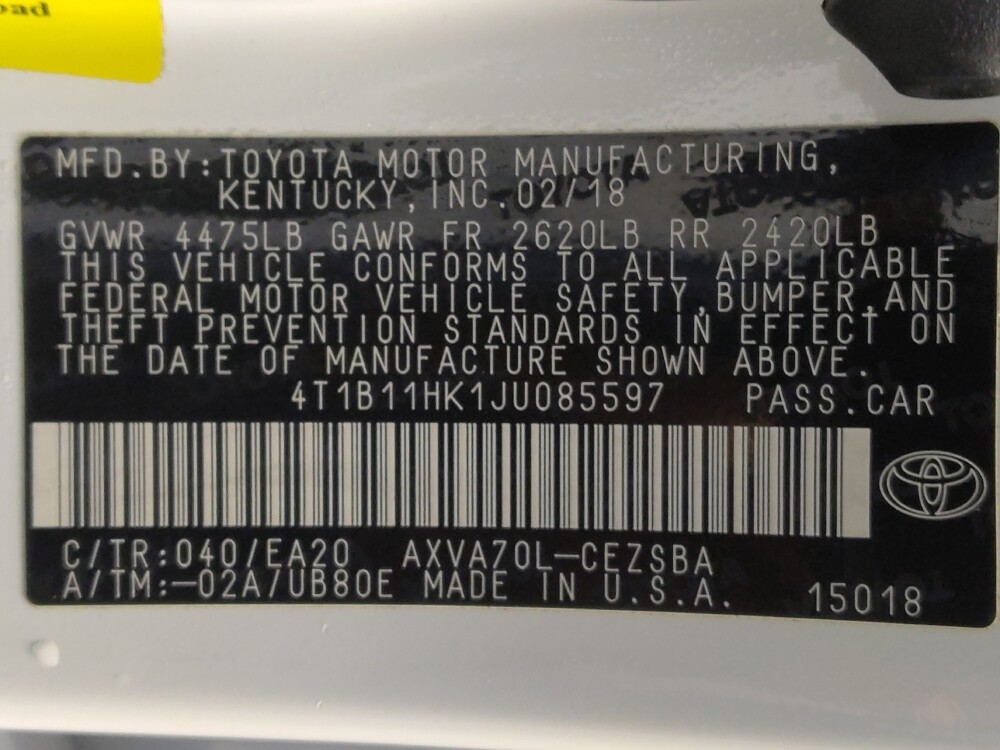 oad
MFD.BY:TOYOTA MOTOR MANUFACTURING,
KENTUCKY,INC.02/18
GVWR 4475LB GAWR FR 2620LB RR 2420LB
THIS VEHICLE CONFORMS TO ALL APPLICABLE
FEDERAL MOTOR VEHICLE SAFETY,BUMPER,AND
THEFT PREVENTION STANDARDS IN EFFECT ON
THE DATE OF MANUFACTURE SHOWN ABOVE.
4T1B11HK1JU085597 PASS.CAR
C/TR:040/EA20 AXVA70L-CEZSBA
A/TM:-02A/UB80E MADE IN U.S.A. 15018